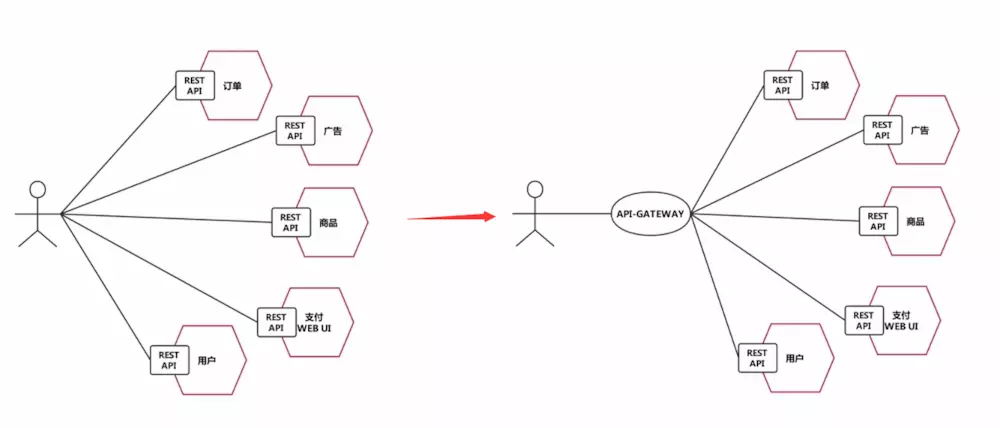 REST
API
订单
REST
API
广告
REST
API
商品
REST
API
支付
WEB UI
REST
API
用户
API-GATEWAY
REST
API
订单
REST
API
广告
REST
API
商品
REST
API
支付
WEB UI
REST
API
用户